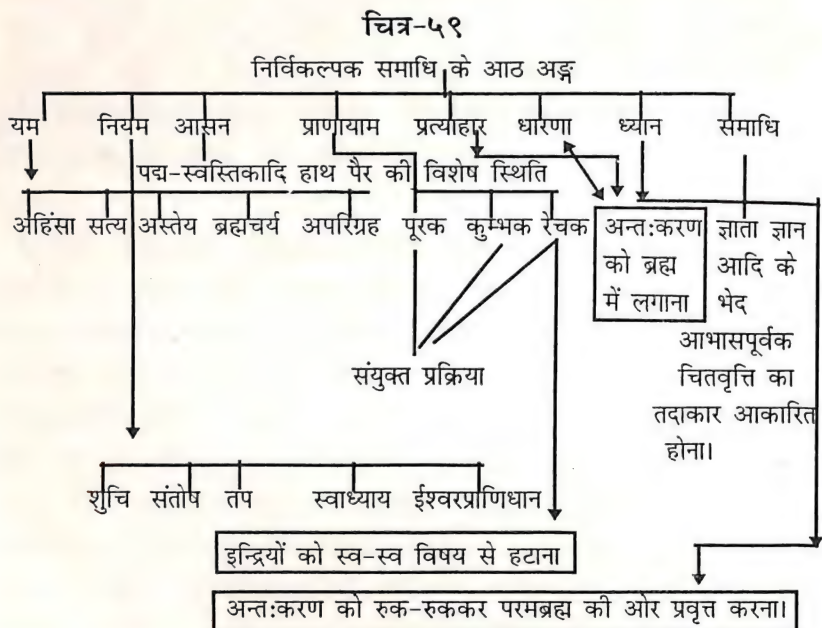 चित्र-५९
निर्विकल्पक समाधि के आठ अङ्ग
यम नियम आसन प्राणायाम प्रत्याहार धारणा ध्यान समाधि
पद्म-स्वस्तिकादि हाथ पैर की विशेष स्थिति
अहिंसा सत्य अस्तेय ब्रह्मचर्य अपरिग्रह पूरक कुम्भक रेचक
अन्तःकरण
को ब्रह्म
में लगाना
ज्ञाता ज्ञान
आदि के
भेद
आभासपूर्वक
चितवृत्ति का
तदाकार आकारित
होना।
संयुक्त प्रक्रिया
शुचि संतोष तप स्वाध्याय ईश्वरप्राणिधान
इन्द्रियों को स्व-स्व विषय से हटाना
अन्तःकरण को रुक-रुककर परमब्रह्म की ओर प्रवृत्त करना।